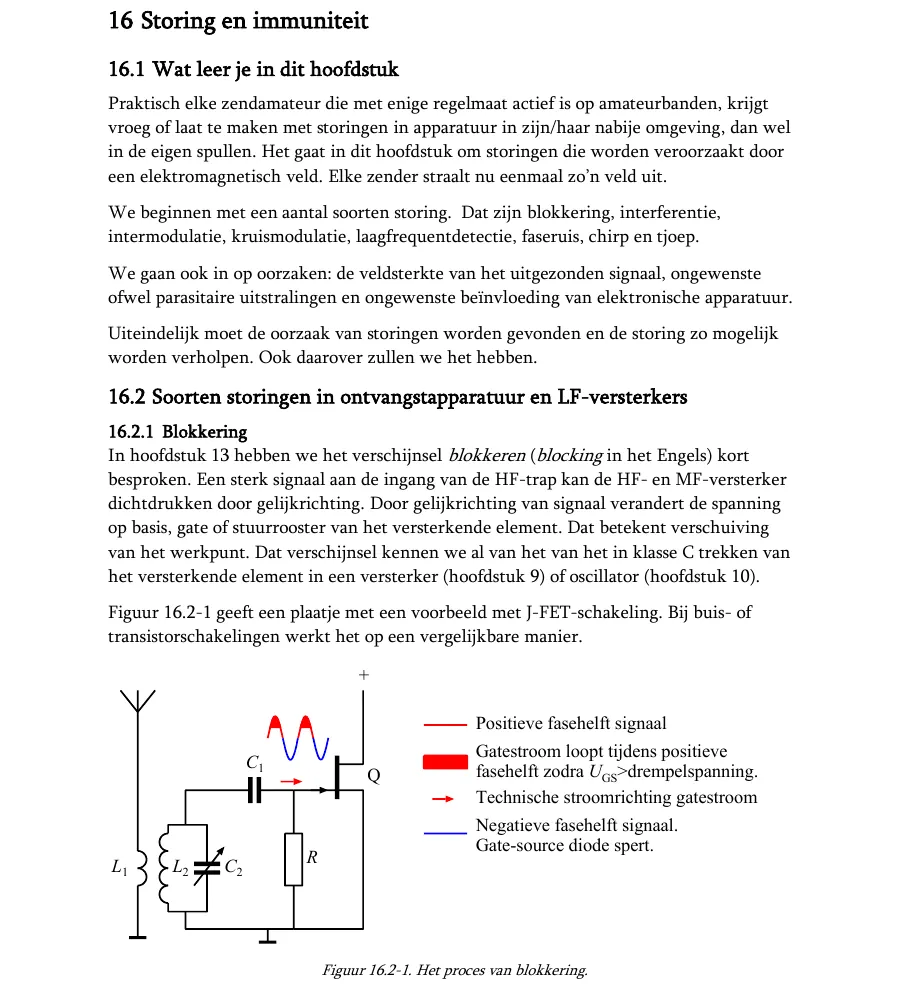 16 Storing en immuniteit
16.1 Wat leer je in dit hoofdstuk
Praktisch elke zendamateur die met enige regelmaat actief is op amateurbanden, krijgt
vroeg of laat te maken met storingen in apparatuur in zijn/haar nabije omgeving, dan wel
in de eigen spullen. Het gaat in dit hoofdstuk om storingen die worden veroorzaakt door
een elektromagnetisch veld. Elke zender straalt nu eenmaal zo’n veld uit.
We beginnen met een aantal soorten storing.  Dat zijn blokkering, interferentie,
intermodulatie, kruismodulatie, laagfrequentdetectie, faseruis, chirp en tjoep.
We gaan ook in op oorzaken: de veldsterkte van het uitgezonden signaal, ongewenste
ofwel parasitaire uitstralingen en ongewenste beïnvloeding van elektronische apparatuur.
Uiteindelijk moet de oorzaak van storingen worden gevonden en de storing zo mogelijk
worden verholpen. Ook daarover zullen we het hebben.
16.2 Soorten storingen in ontvangstapparatuur en LF-versterkers
16.2.1 Blokkering
In hoofdstuk 13 hebben we het verschijnsel blokkeren (blocking in het Engels) kort
besproken. Een sterk signaal aan de ingang van de HF-trap kan de HF- en MF-versterker
dichtdrukken door gelijkrichting. Door gelijkrichting van signaal verandert de spanning
op basis, gate of stuurrooster van het versterkende element. Dat betekent verschuiving
van het werkpunt. Dat verschijnsel kennen we al van het van het in klasse C trekken van
het versterkende element in een versterker (hoofdstuk 9) of oscillator (hoofdstuk 10).
Figuur 16.2-1 geeft een plaatje met een voorbeeld met J-FET-schakeling. Bij buis- of
transistorschakelingen werkt het op een vergelijkbare manier.
+
C1
Q
L1
L2
C2
R
Positieve fasehelft signaal
Gatestroom loopt tijdens positieve
fasehelft zodra UGS>drempelspanning.
Technische stroomrichting gatestroom
Negatieve fasehelft signaal.
Gate-source diode spert.
Figuur 16.2-1. Het proces van blokkering.